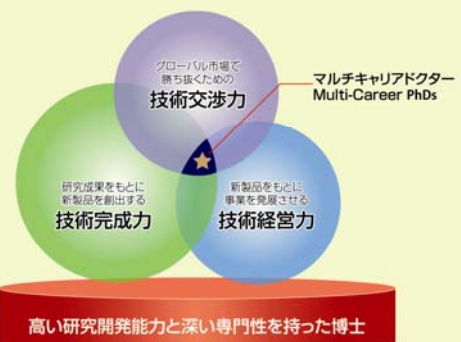 グローバル市場で
勝ち抜くための
技術交渉力
マルチキャリアドクター
Multi-Career PhDs
研究成果をもとに
新製品を創出する
技術完成力
新製品をもとに
事業を発展させる
技術経営力
高い研究開発能力と深い専門性を持った博士